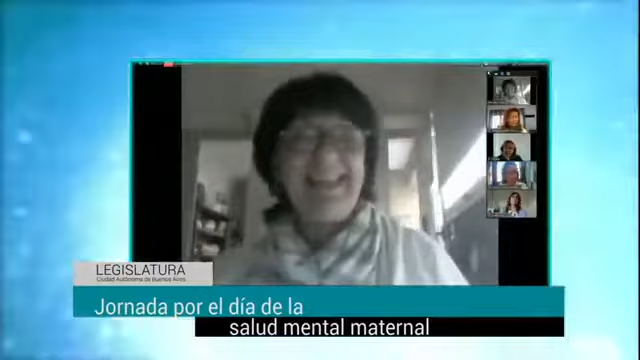 LEGISLATURA
Ciudad Autónoma de Buenos Aires
Jornada por el día de la
salud mental maternal